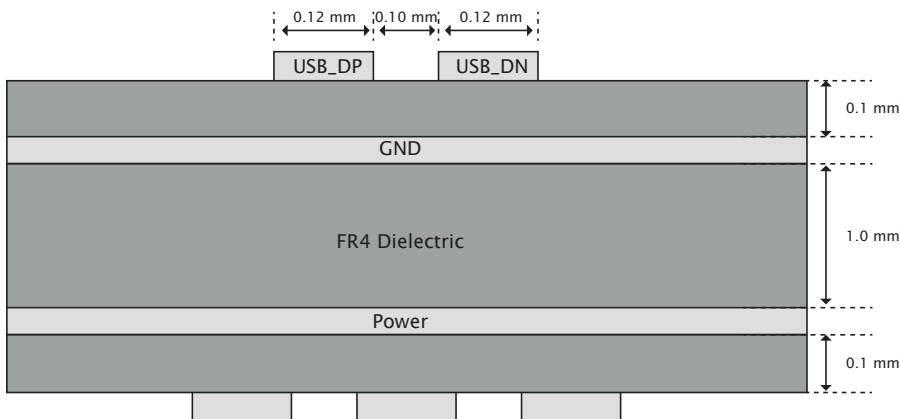 0.12 mm 0.10 mm 0.12 mm
USB_DP USB_DN
0.1 mm
GND
1.0 mm
FR4 Dielectric
Power
0.1 mm